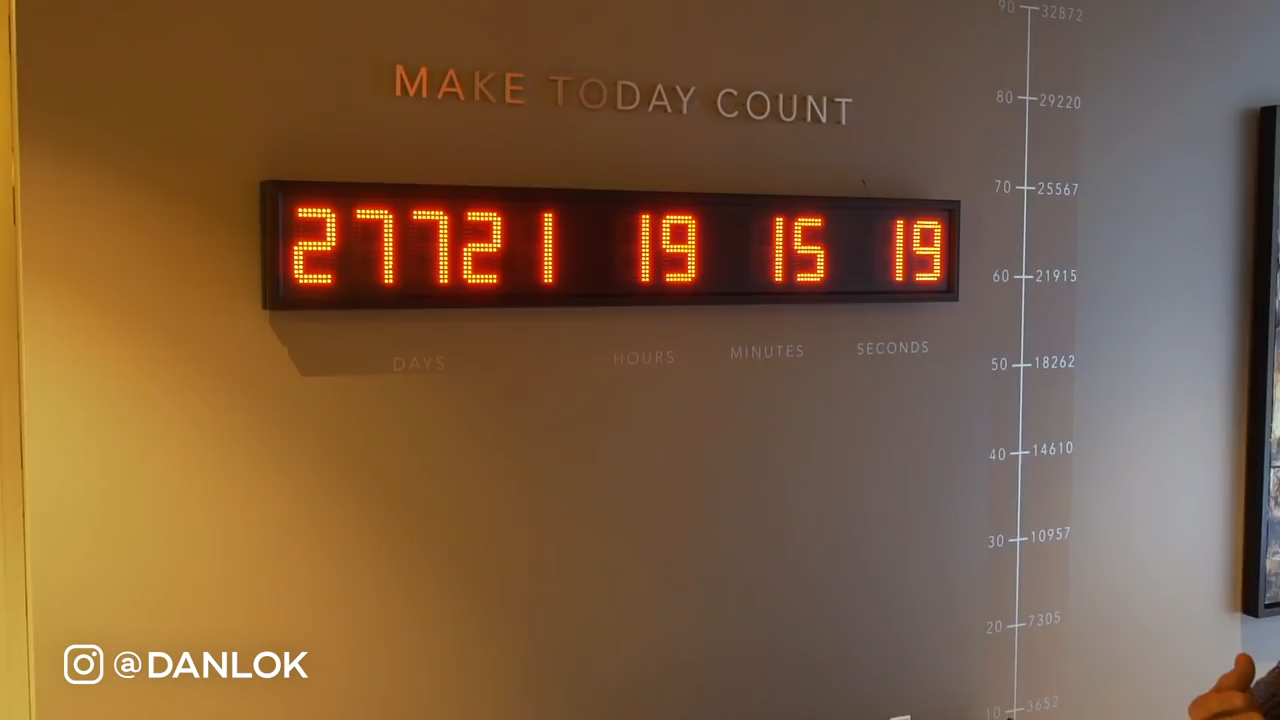 MAKE TODAY COUNT
27721 19 15 19
DAYS HOURS MINUTES SECONDS
90 32872
80 29220
70 25567
60 21915
50 18262
40 14610
30 10957
20 7305
10 3652
@DANLOK